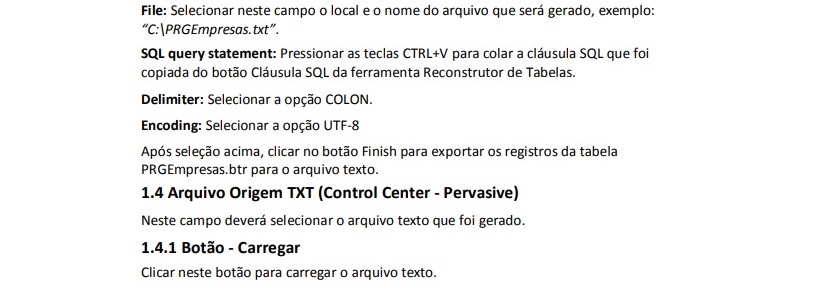 File: Selecionar neste campo o local e o nome do arquivo que será gerado, exemplo:
“C:\PRGEmpresas.txt”.
SQL query statement: Pressionar as teclas CTRL+V para colar a cláusula SQL que foi
copiada do botão Cláusula SQL da ferramenta Reconstrutor de Tabelas.
Delimiter: Selecionar a opção COLON.
Encoding: Selecionar a opção UTF-8
Após seleção acima, clicar no botão Finish para exportar os registros da tabela
PRGEmpresas.btr para o arquivo texto.
1.4 Arquivo Origem TXT (Control Center - Pervasive)
Neste campo deverá selecionar o arquivo texto que foi gerado.
1.4.1 Botão - Carregar
Clicar neste botão para carregar o arquivo texto.